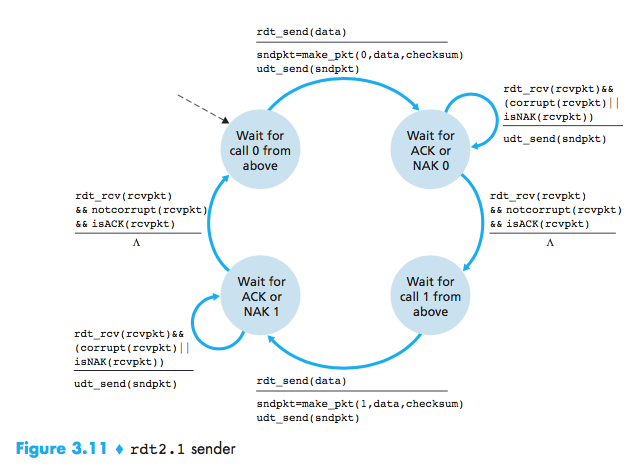 rdt_send(data)
sndpkt=make_pkt(0,data,checksum)
udt_send(sndpkt)
rdt_rcv(rcvpkt)&&
(corrupt(rcvpkt)||
isNAK(rcvpkt))
udt_send(sndpkt)
Wait for
call 0 from
above
Wait for
ACK or
NAK 0
rdt_rcv(rcvpkt)
&& notcorrupt(rcvpkt)
&& isACK(rcvpkt)
Λ
rdt_rcv(rcvpkt)
&& notcorrupt(rcvpkt)
&& isACK(rcvpkt)
Λ
Wait for
ACK or
NAK 1
Wait for
call 1 from
above
rdt_rcv(rcvpkt)&&
(corrupt(rcvpkt)||
isNAK(rcvpkt))
udt_send(sndpkt)
rdt_send(data)
sndpkt=make_pkt(1,data,checksum)
udt_send(sndpkt)
Figure 3.11 ♦ rdt2.1 sender